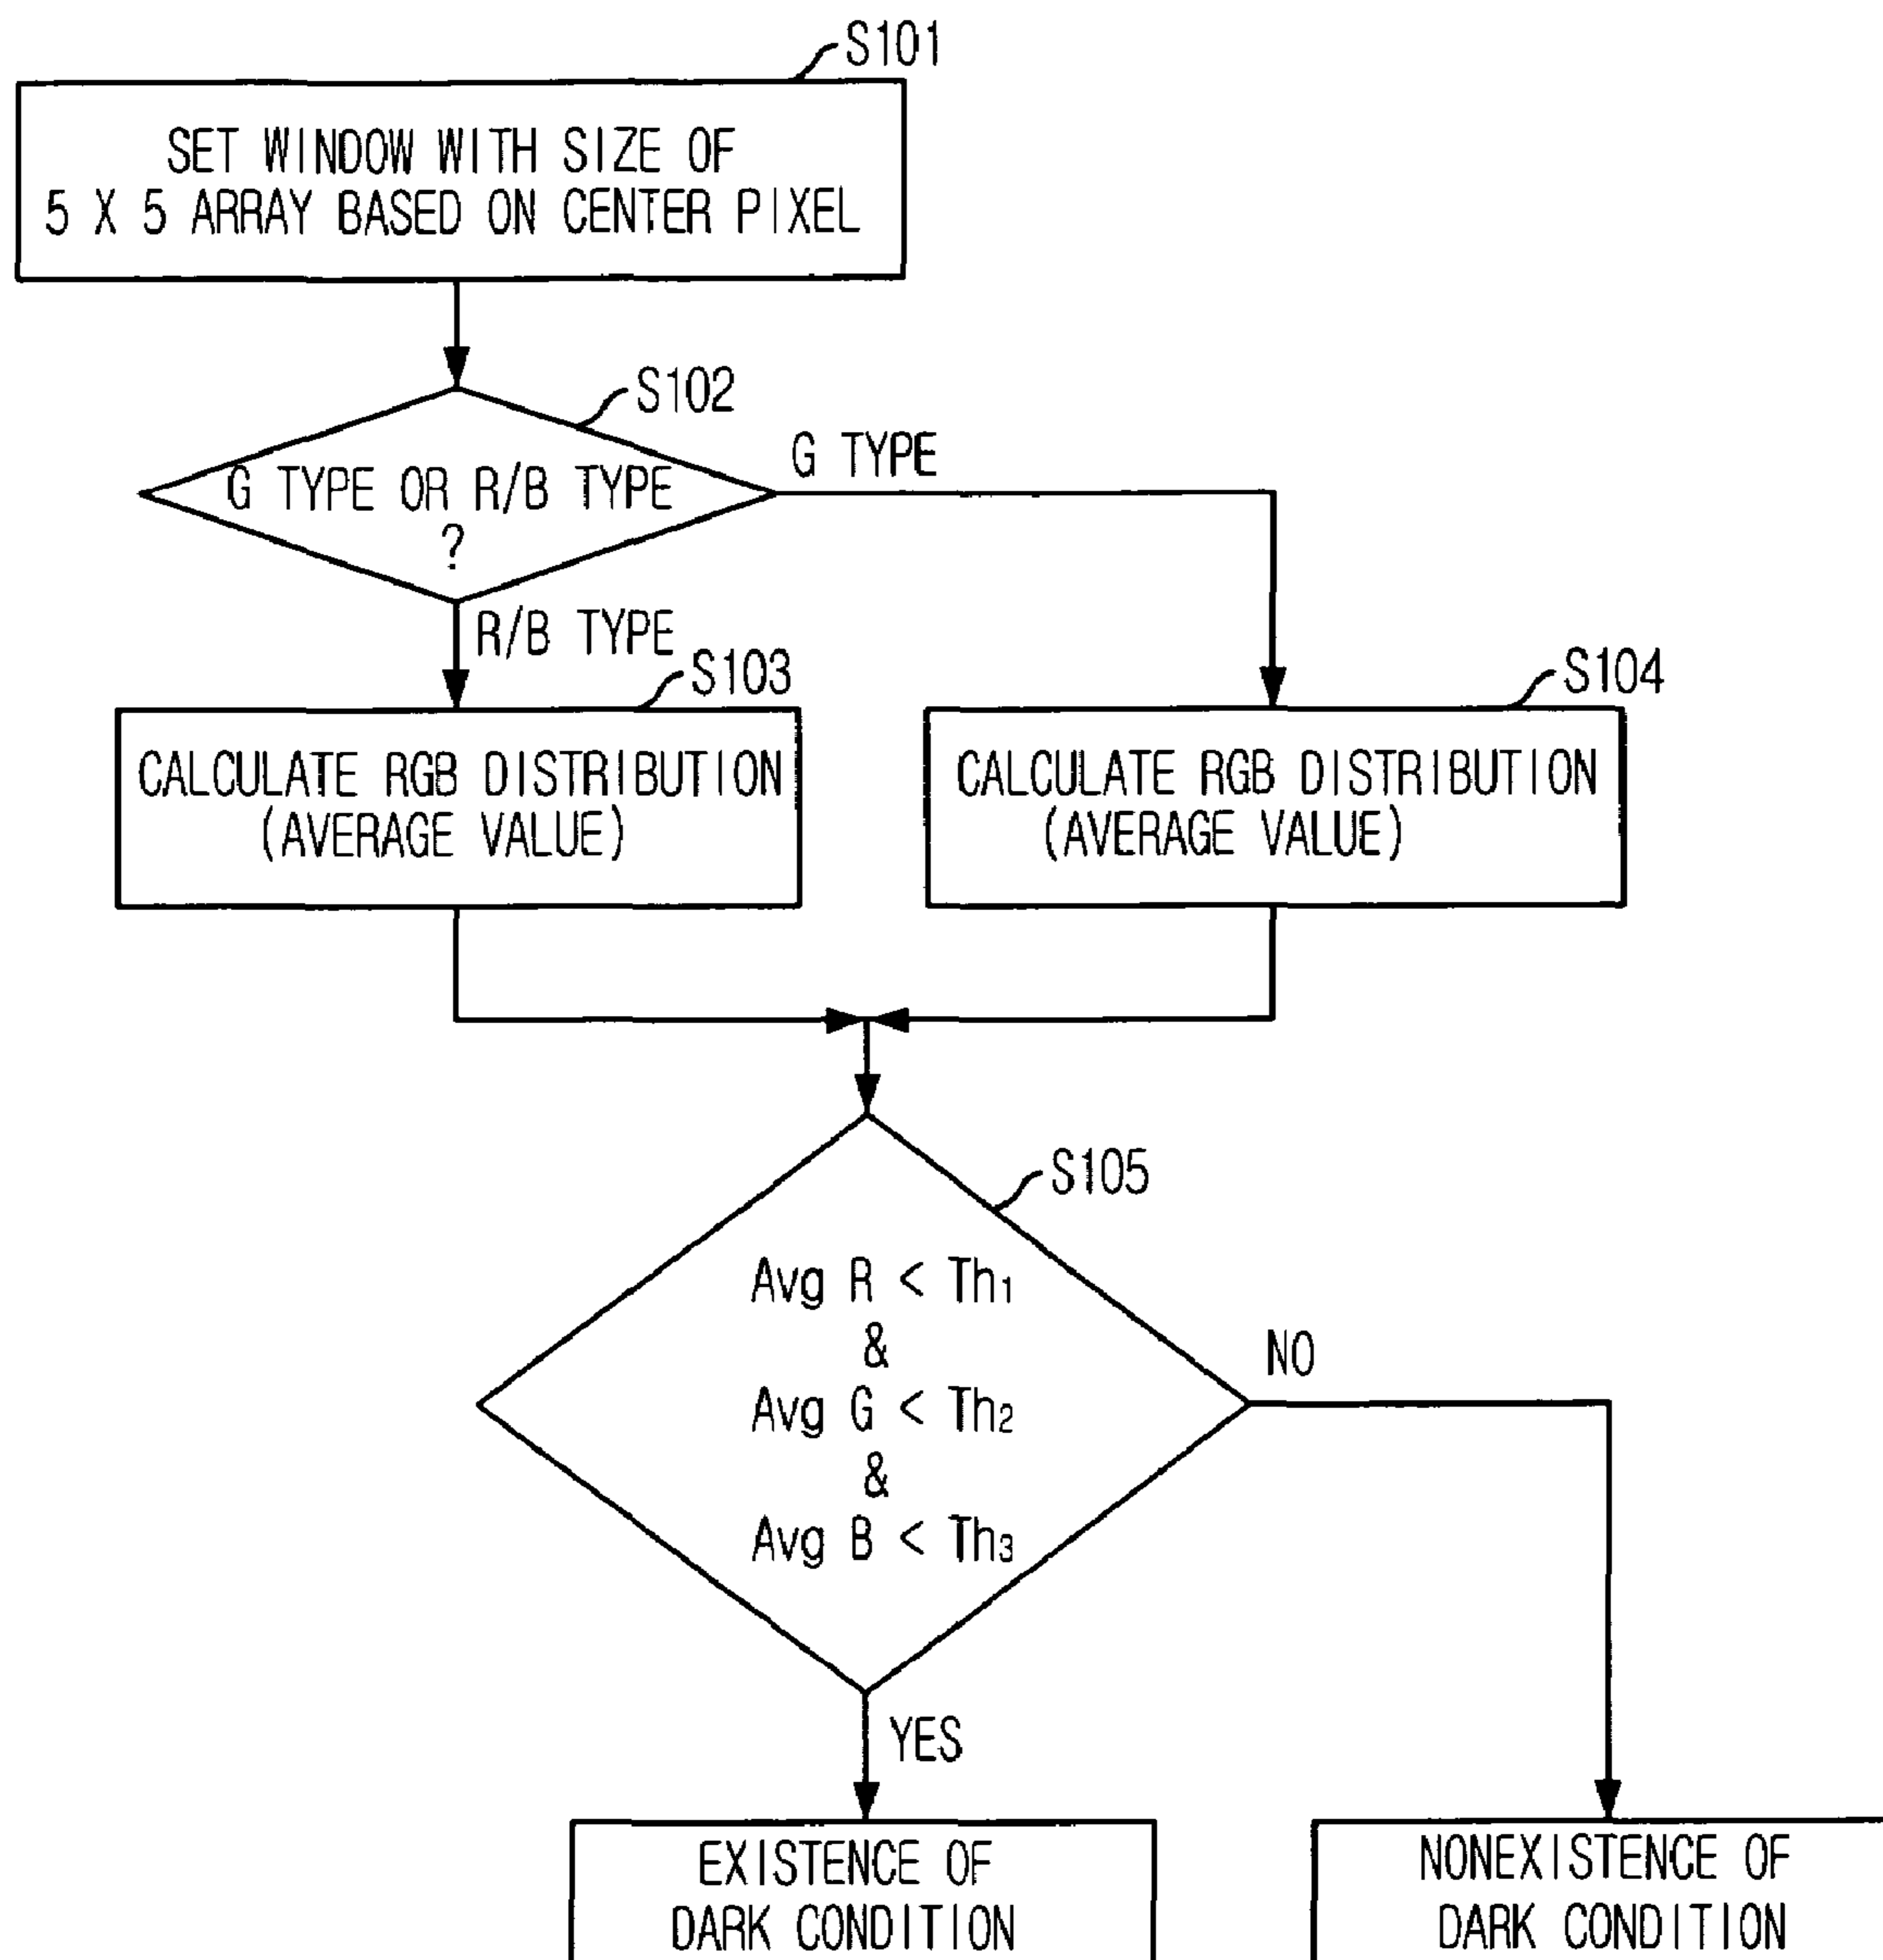 S101
SET WINDOW WITH SIZE OF
5 X 5 ARRAY BASED ON CENTER PIXEL
S102
G TYPE OR R/B TYPE
?
G TYPE
R/B TYPE
S103
CALCULATE RGB DISTRIBUTION
(AVERAGE VALUE)
S104
CALCULATE RGB DISTRIBUTION
(AVERAGE VALUE)
S105
Avg R < Th1
&
Avg G < Th2
&
Avg B < Th3
NO
YES
EXISTENCE OF
DARK CONDITION
NONEXISTENCE OF
DARK CONDITION